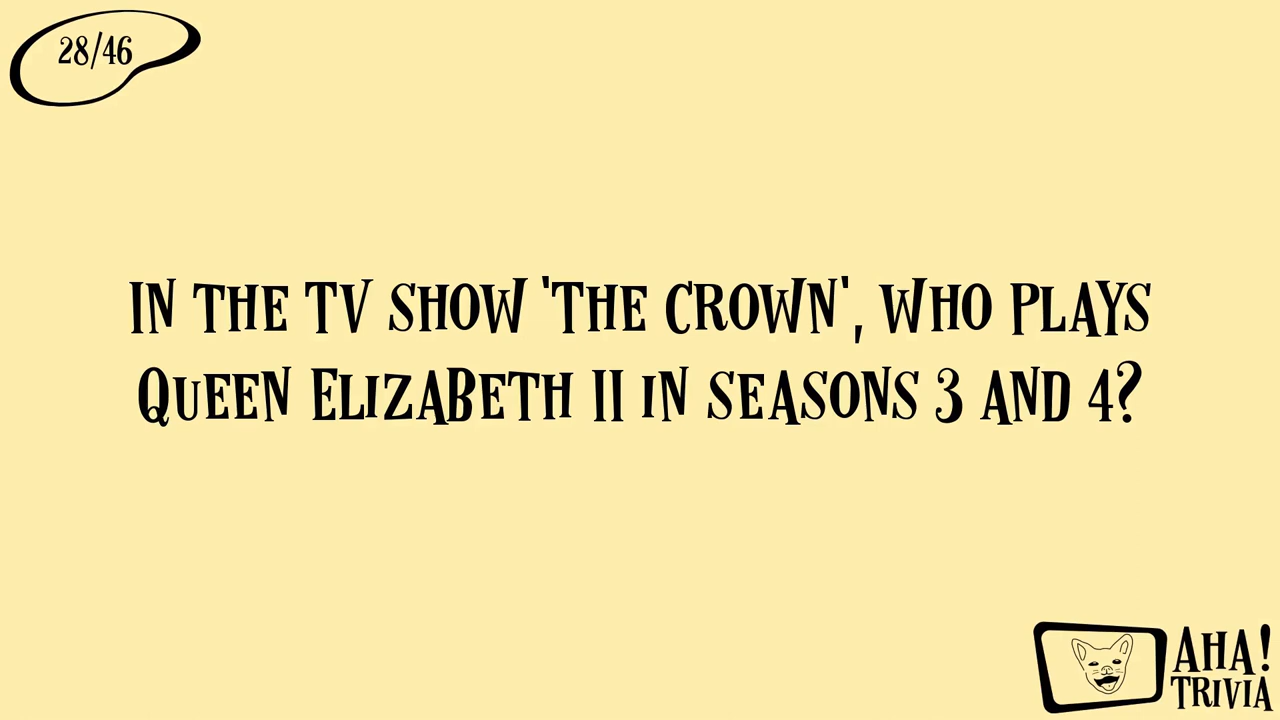 28/46
IN THE TV SHOW 'THE CROWN', WHO PLAYS
QUEEN ELIZABETH II IN SEASONS 3 AND 4?
AHA!
TRIVIA